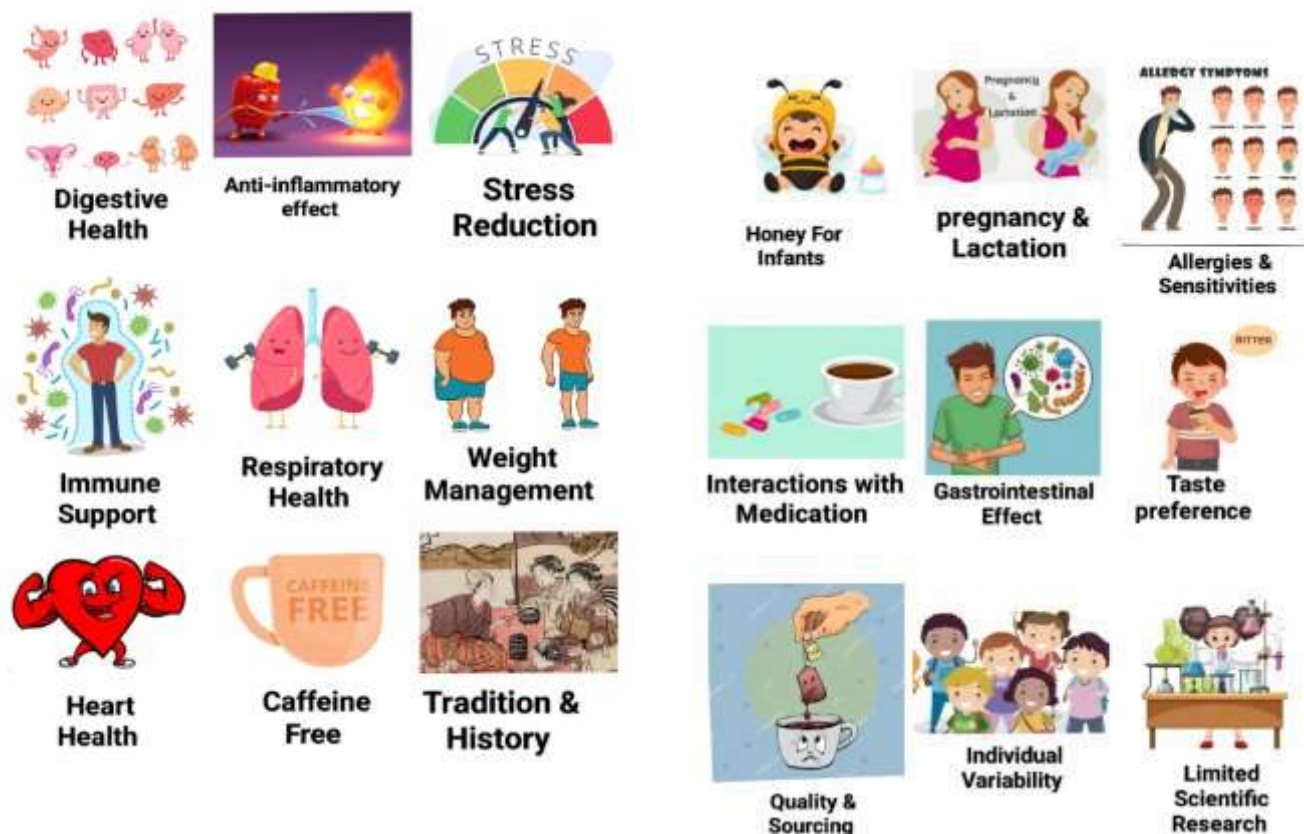 STRESS
Digestive
Health
Anti-inflammatory
effect
Stress
Reduction
Immune
Support
Respiratory
Health
Weight
Management
CAFFEINE
FREE
Heart
Health
Caffeine
Free
Tradition &
History
Pregnancy
&
Lactation
ALLERGY SYMPTOMS
Honey For
Infants
pregnancy &
Lactation
Allergies &
Sensitivities
BITTER
Interactions with
Medication
Gastrointestinal
Effect
Taste
preference
Quality &
Sourcing
Individual
Variability
Limited
Scientific
Research